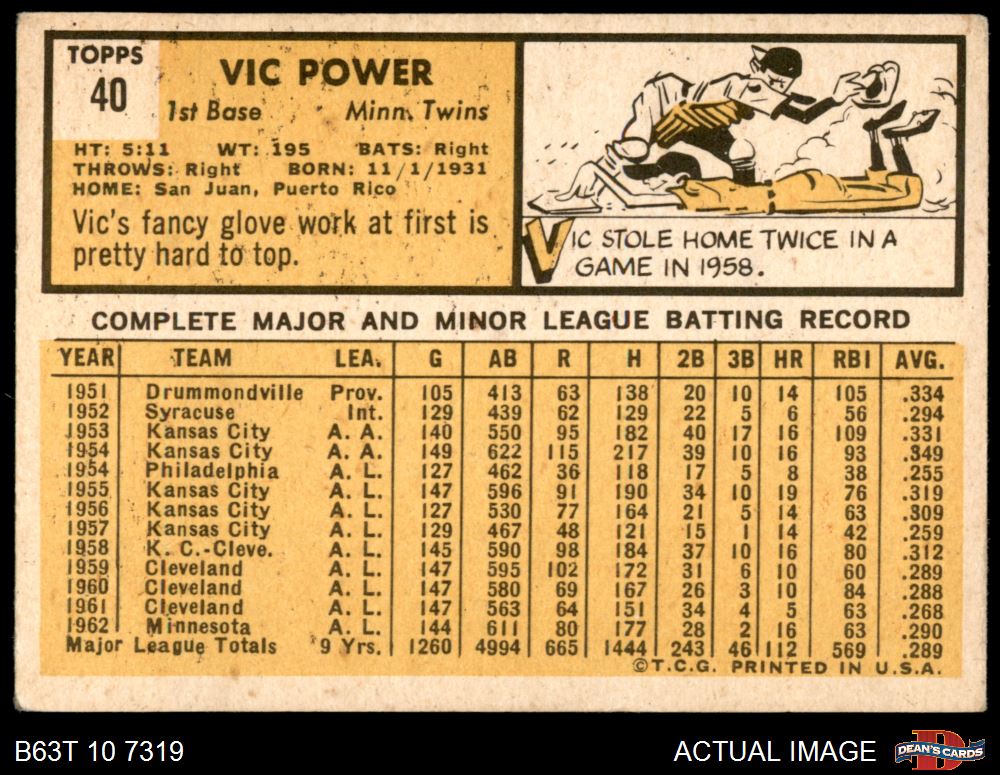 TOPPS
40
VIC POWER
1st Base Minn. Twins
HT: 5:11 WT: 195 BATS: Right
THROWS: Right BORN: 11/1/1931
HOME: San Juan, Puerto Rico
Vic's fancy glove work at first is
pretty hard to top.
VIC STOLE HOME TWICE IN A
GAME IN 1958.
COMPLETE MAJOR AND MINOR LEAGUE BATTING RECORD
YEAR TEAM LEA. G AB R H 2B 3B HR RBI AVG.
1951 Drummondville Prov. 105 413 63 138 20 10 14 105 .334
1952 Syracuse Int. 129 439 62 129 22 5 6 56 .294
1953 Kansas City A. A. 140 550 95 182 40 17 16 109 .331
1954 Kansas City A. A. 149 622 115 217 39 10 16 93 .349
1954 Philadelphia A. L. 127 462 36 118 17 5 8 38 .255
1955 Kansas City A. L. 147 596 91 190 34 10 19 76 .319
1956 Kansas City A. L. 127 530 77 164 21 5 14 63 .309
1957 Kansas City A. L. 129 467 48 121 15 1 14 42 .259
1958 K. C.-Cleve. A. L. 145 590 98 184 37 10 16 80 .312
1959 Cleveland A. L. 147 595 102 172 31 6 10 60 .289
1960 Cleveland A. L. 147 580 69 167 26 3 10 84 .288
1961 Cleveland A. L. 147 563 64 151 34 4 5 63 .268
1962 Minnesota A. L. 144 611 80 177 28 2 16 63 .290
Major League Totals 9 Yrs. 1260 4994 665 1444 243 46 112 569 .289
©T.C.G. PRINTED IN U.S.A.
B63T 10 7319 ACTUAL IMAGE DEAN'S CARDS